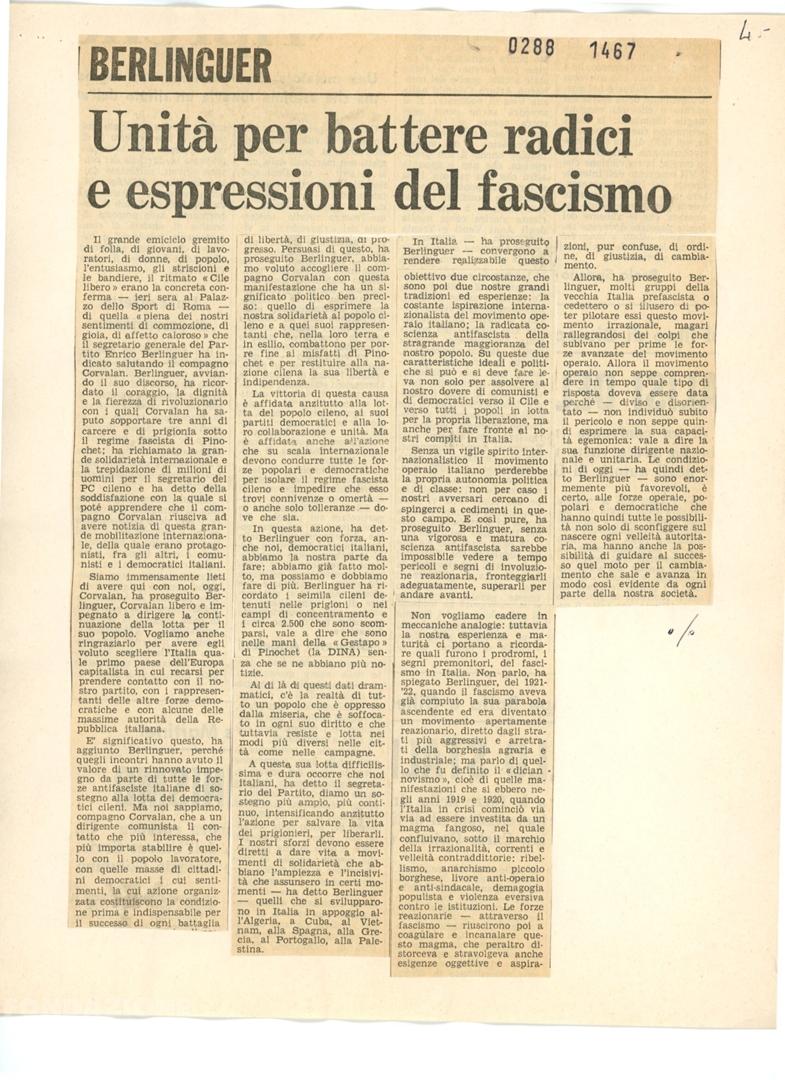 4.-
0288 1467
BERLINGUER
Unità per battere radici
e espressioni del fascismo
Il grande emiciclo gremito
di folla, di giovani, di lavo-
ratori, di donne, di popolo,
l'entusiasmo, gli striscioni e
le bandiere, il ritmato «Cile
libero» erano la concreta con-
ferma — ieri sera al Palaz-
zo dello Sport di Roma —
di quella «piena dei nostri
sentimenti di commozione, di
gioia, di affetto caloroso» che
il segretario generale del Par-
tito Enrico Berlinguer ha in-
dicato salutando il compagno
Corvalan. Berlinguer, avvian-
do il suo discorso, ha ricor-
dato il coraggio, la dignità
e la fierezza di rivoluzionario
con i quali Corvalan ha sa-
puto sopportare tre anni di
carcere e di prigionia sotto
il regime fascista di Pino-
chet; ha richiamato la gran-
de solidarietà internazionale e
la trepidazione di milioni di
uomini per il segretario del
PC cileno e ha detto della
soddisfazione con la quale si
poté apprendere che il com-
pagno Corvalan riusciva ad
avere notizia di questa gran-
de mobilitazione internaziona-
le, della quale erano protago-
nisti, fra gli altri, i comu-
nisti e i democratici italiani.
Siamo immensamente lieti
di avere qui con noi, oggi,
Corvalan, ha proseguito Ber-
linguer, Corvalan libero e im-
pegnato a dirigere la conti-
nuazione della lotta per il
suo popolo. Vogliamo anche
ringraziarlo per avere egli
voluto scegliere l'Italia qua-
le primo paese dell'Europa
capitalista in cui recarsi per
prendere contatto con il no-
stro partito, con i rappresen-
tanti delle altre forze demo-
cratiche e con alcune delle
massime autorità della Re-
pubblica italiana.
E' significativo questo, ha
aggiunto Berlinguer, perché
quegli incontri hanno avuto il
valore di un rinnovato impe-
gno da parte di tutte le for-
ze antifasciste italiane di so-
stegno alla lotta dei democra-
tici cileni. Ma noi sappiamo,
compagno Corvalan, che a un
dirigente comunista il con-
tatto che più interessa, che
più importa stabilire è quel-
lo con il popolo lavoratore,
con quelle masse di cittadi-
ni democratici i cui senti-
menti, la cui azione organiz-
zata costituiscono la condizio-
ne prima e indispensabile per
il successo di ogni battaglia
di libertà, di giustizia, di pro-
gresso. Persuasi di questo, ha
proseguito Berlinguer, abbia-
mo voluto accogliere il com-
pagno Corvalan con questa
manifestazione che ha un si-
gnificato politico ben preci-
so: quello di esprimere la
nostra solidarietà al popolo ci-
leno e a quei suoi rappresen-
tanti che, nella loro terra e
in esilio, combattono per por-
re fine ai misfatti di Pino-
chet e per restituire alla na-
zione cilena la sua libertà e
indipendenza.
La vittoria di questa causa
è affidata anzitutto alla lot-
ta del popolo cileno, ai suoi
partiti democratici e alla lo-
ro collaborazione e unità. Ma
è affidata anche all'azione
che su scala internazionale
devono condurre tutte le for-
ze popolari e democratiche
per isolare il regime fascista
cileno e impedire che esso
trovi connivenze o omertà — o
anche solo tolleranze — do-
ve che sia.
In questa azione, ha det-
to Berlinguer con forza, an-
che noi, democratici italiani,
abbiamo la nostra parte da
fare; abbiamo già fatto mol-
to, ma possiamo e dobbiamo
fare di più. Berlinguer ha ri-
cordato i seimila cileni de-
tenuti nelle prigioni o nei
campi di concentramento e
i circa 2.500 che sono scom-
parsi, vale a dire che sono
nelle mani della «Gestapo»
di Pinochet (la DINA) sen-
za che se ne abbiano più no-
tizie.
Al di là di questi dati dram-
matici, c'è la realtà di tut-
to un popolo che è oppresso
dalla miseria, che è soffoca-
to in ogni suo diritto e che
tuttavia resiste e lotta nei
modi più diversi nelle cit-
tà come nelle campagne.
A questa sua lotta difficilis-
sima e dura occorre che noi
italiani, ha detto il segreta-
rio del Partito, diamo un so-
stegno più ampio, più conti-
nuo, intensificando anzitutto
l'azione per salvare la vita
dei prigionieri, per liberarli.
I nostri sforzi devono essere
diretti a dare vita a movi-
menti di solidarietà che ab-
biano l'ampiezza e l'incisivi-
tà che assunsero in certi mo-
menti — ha detto Berlinguer
— quelli che si svilupparo-
no in Italia in appoggio al-
l'Algeria, a Cuba, al Viet-
nam, alla Spagna, alla Gre-
cia, al Portogallo, alla Pale-
stina.
In Italia — ha proseguito
Berlinguer — convergono a
rendere realizzabile questo
obiettivo due circostanze, che
sono poi due nostre grandi
tradizioni ed esperienze: la
costante ispirazione interna-
zionalista del movimento ope-
raio italiano; la radicata co-
scienza antifascista della
stragrande maggioranza del
nostro popolo. Su queste due
caratteristiche ideali e politi-
che si può e si deve fare le-
va non solo per assolvere al
nostro dovere di comunisti e
di democratici verso il Cile e
verso tutti i popoli in lotta
per la propria liberazione, ma
anche per fare fronte ai no-
stri compiti in Italia.
Senza un vigile spirito inter-
nazionalistico il movimento
operaio italiano perderebbe
la propria autonomia politica
e di classe: non per caso i
nostri avversari cercano di
spingerci a cedimenti in que-
sto campo. E così pure, ha
proseguito Berlinguer, senza
una vigorosa e matura co-
scienza antifascista sarebbe
impossibile vedere a tempo
pericoli e segni di involuzio-
ne reazionaria, fronteggiarli
adeguatamente, superarli per
andare avanti.
Non vogliamo cadere in
meccaniche analogie: tuttavia
la nostra esperienza e ma-
turità ci portano a ricorda-
re quali furono i prodromi, i
segni premonitori, del fasci-
smo in Italia. Non parlo, ha
spiegato Berlinguer, del 1921-
'22, quando il fascismo aveva
già compiuto la sua parabola
ascendente ed era diventato
un movimento apertamente
reazionario, diretto dagli stra-
ti più aggressivi e arretra-
ti della borghesia agraria e
industriale; ma parlo di quel-
lo che fu definito il «dician-
novismo», cioè di quelle ma-
nifestazioni che si ebbero ne-
gli anni 1919 e 1920, quando
l'Italia in crisi cominciò via
via ad essere investita da un
magma fangoso, nel quale
confluivano, sotto il marchio
della irrazionalità, correnti e
velleità contraddittorie: ribel-
lismo, anarchismo piccolo
borghese, livore anti-operaio
e anti-sindacale, demagogia
populista e violenza eversiva
contro le istituzioni. Le forze
reazionarie — attraverso il
fascismo — riuscirono poi a
coagulare e incanalare que-
sto magma, che peraltro di-
storceva e stravolgeva anche
esigenze oggettive e aspira-
zioni, pur confuse, di ordi-
ne, di giustizia, di cambia-
mento.
Allora, ha proseguito Ber-
linguer, molti gruppi della
vecchia Italia prefascista o
cedettero o si illusero di po-
ter pilotare essi questo mo-
vimento irrazionale, magari
rallegrandosi dei colpi che
subivano per prime le for-
ze avanzate del movimento
operaio. Allora il movimento
operaio non seppe compren-
dere in tempo quale tipo di
risposta doveva essere data
perché — diviso e disorien-
tato — non individuò subito
il pericolo e non seppe quin-
di esprimere la sua capaci-
tà egemonica: vale a dire la
sua funzione dirigente nazio-
nale e unitaria. Le condizio-
ni di oggi — ha quindi det-
to Berlinguer — sono enor-
memente più favorevoli, è
certo, alle forze operaie, po-
polari e democratiche che
hanno quindi tutte le possibili-
tà non solo di sconfiggere sul
nascere ogni velleità autorita-
ria, ma hanno anche la pos-
sibilità di guidare al succes-
so quel moto per il cambia-
mento che sale e avanza in
modo così evidente da ogni
parte della nostra società.